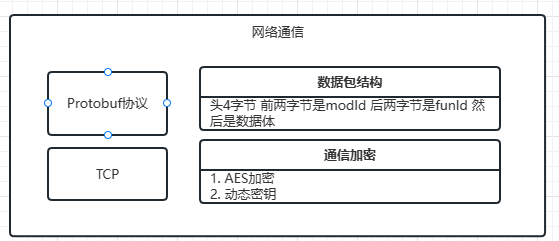 网络通信
Protobuf协议
数据包结构
头4字节 前两字节是modId 后两字节是funId 然
后是数据体
TCP
通信加密
1. AES加密
2. 动态密钥